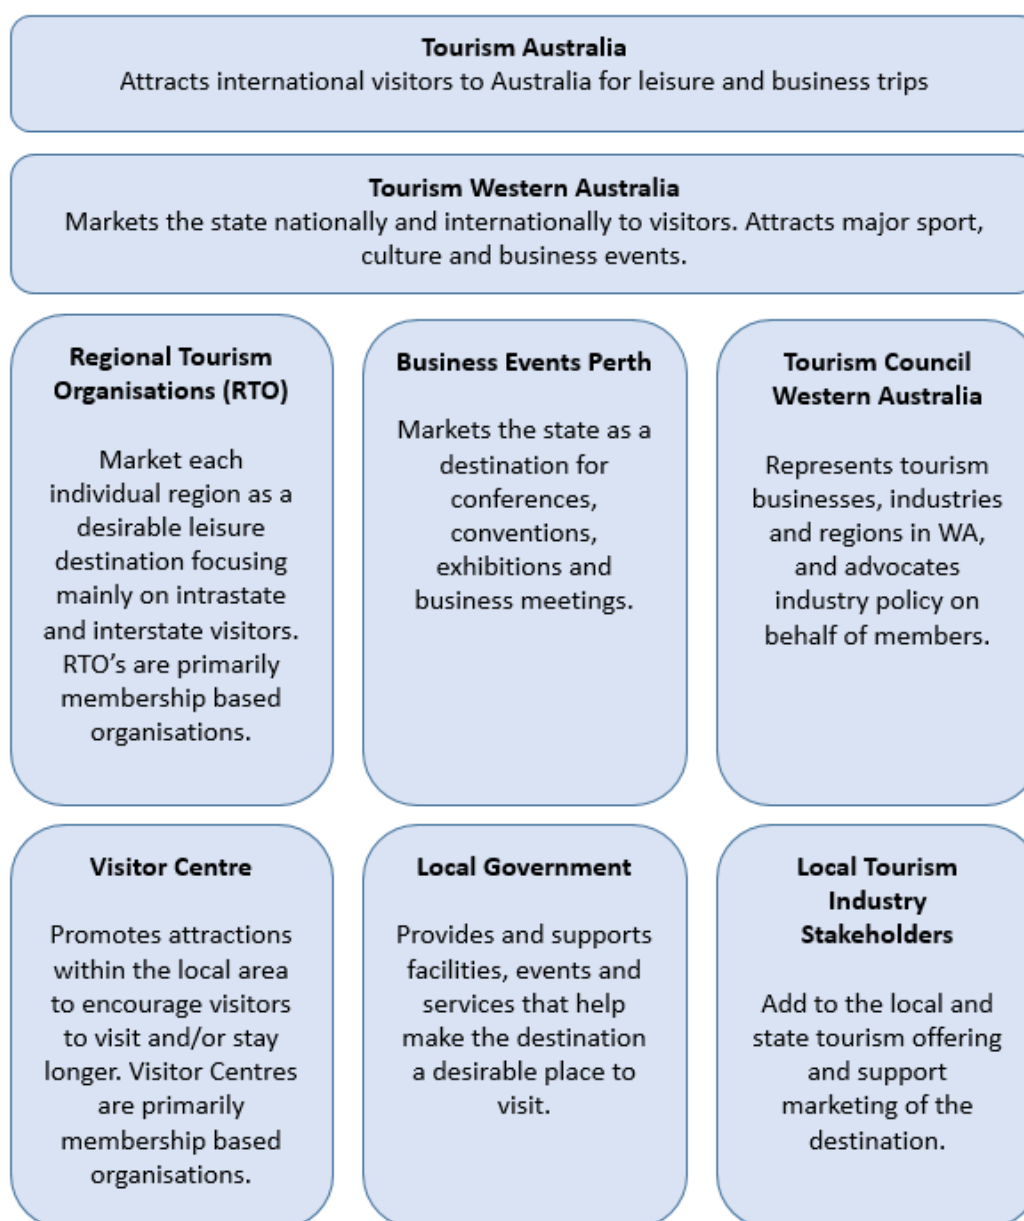 Tourism Australia
Attracts international visitors to Australia for leisure and business trips
Tourism Western Australia
Markets the state nationally and internationally to visitors. Attracts major sport,
culture and business events.
Regional Tourism
Organisations (RTO)
Market each
individual region as a
desirable leisure
destination focusing
mainly on intrastate
and interstate visitors.
RTO’s are primarily
membership based
organisations.
Business Events Perth
Markets the state as a
destination for
conferences,
conventions,
exhibitions and
business meetings.
Tourism Council
Western Australia
Represents tourism
businesses, industries
and regions in WA,
and advocates
industry policy on
behalf of members.
Visitor Centre
Promotes attractions
within the local area
to encourage visitors
to visit and/or stay
longer. Visitor Centres
are primarily
membership based
organisations.
Local Government
Provides and supports
facilities, events and
services that help
make the destination
a desirable place to
visit.
Local Tourism
Industry
Stakeholders
Add to the local and
state tourism offering
and support
marketing of the
destination.